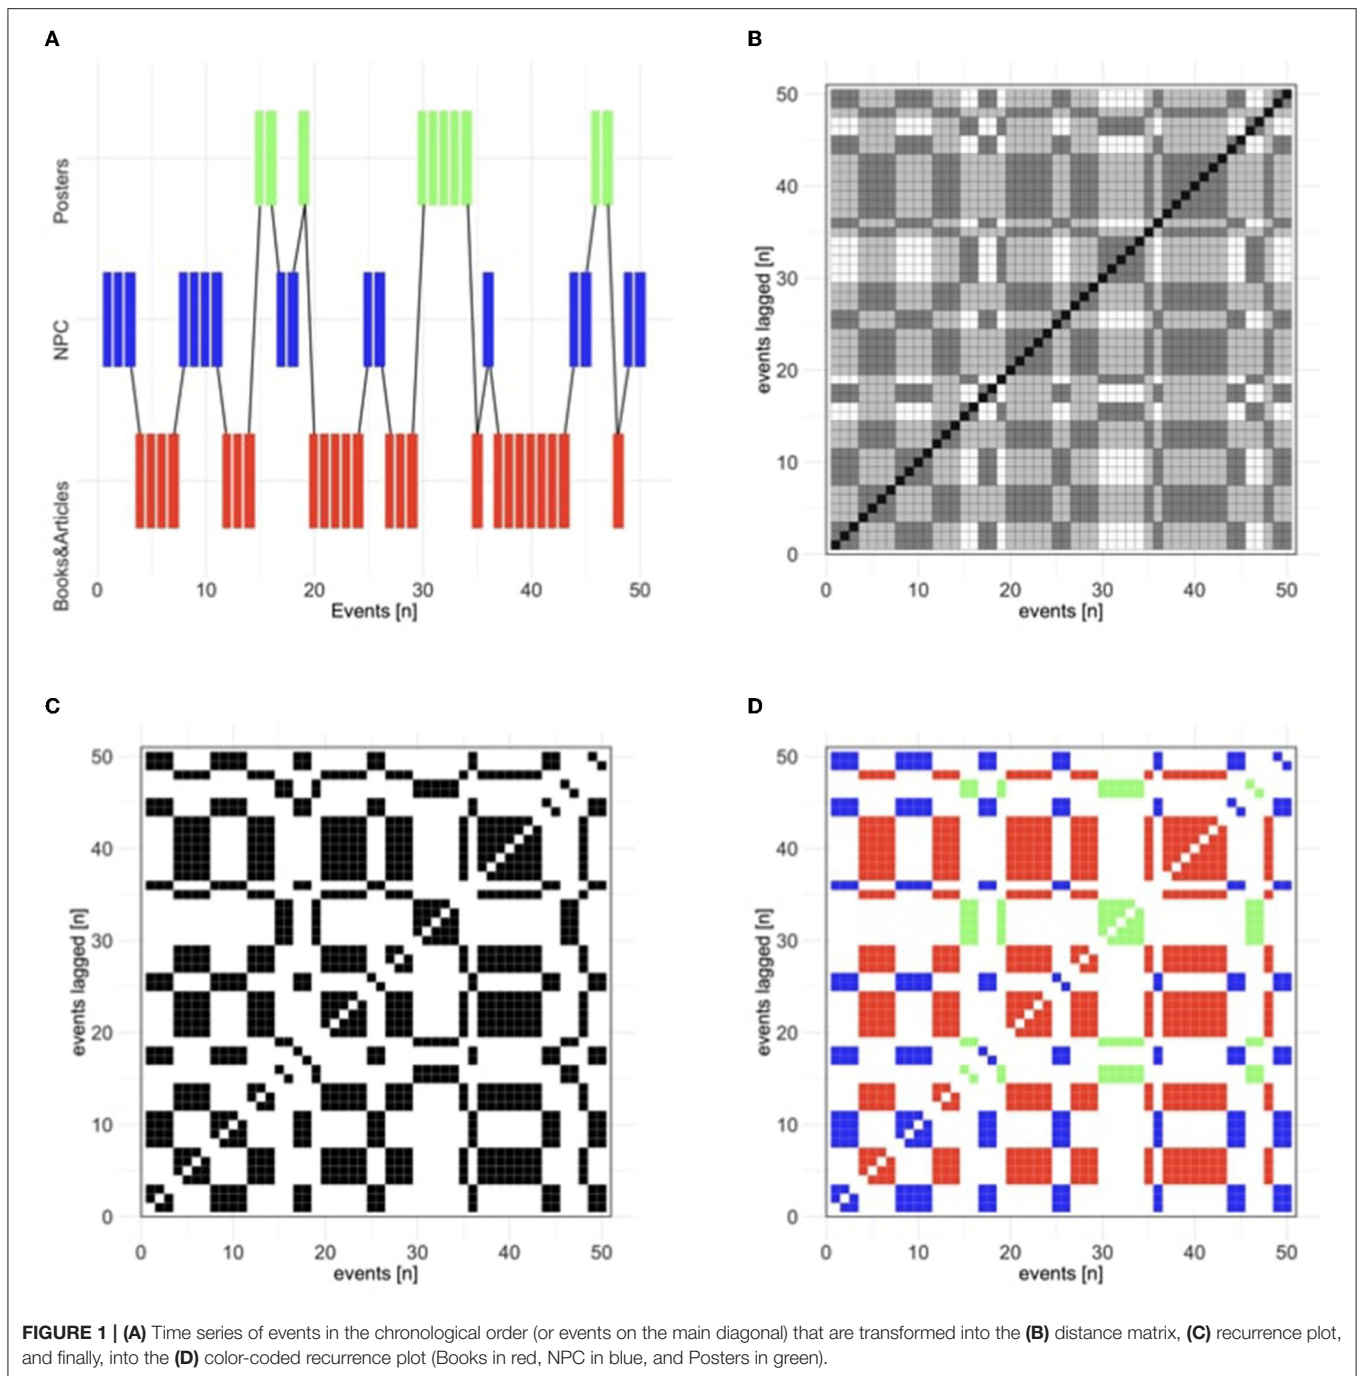 A
Posters
NPC
Books&Articles
0 10 20 30 40 50
Events [n]
B
50
40
30
20
10
0
events lagged [n]
0 10 20 30 40 50
events [n]
C
50
40
30
20
10
0
events lagged [n]
0 10 20 30 40 50
events [n]
D
50
40
30
20
10
0
events lagged [n]
0 10 20 30 40 50
events [n]
FIGURE 1 | (A) Time series of events in the chronological order (or events on the main diagonal) that are transformed into the (B) distance matrix, (C) recurrence plot,
and finally, into the (D) color-coded recurrence plot (Books in red, NPC in blue, and Posters in green).